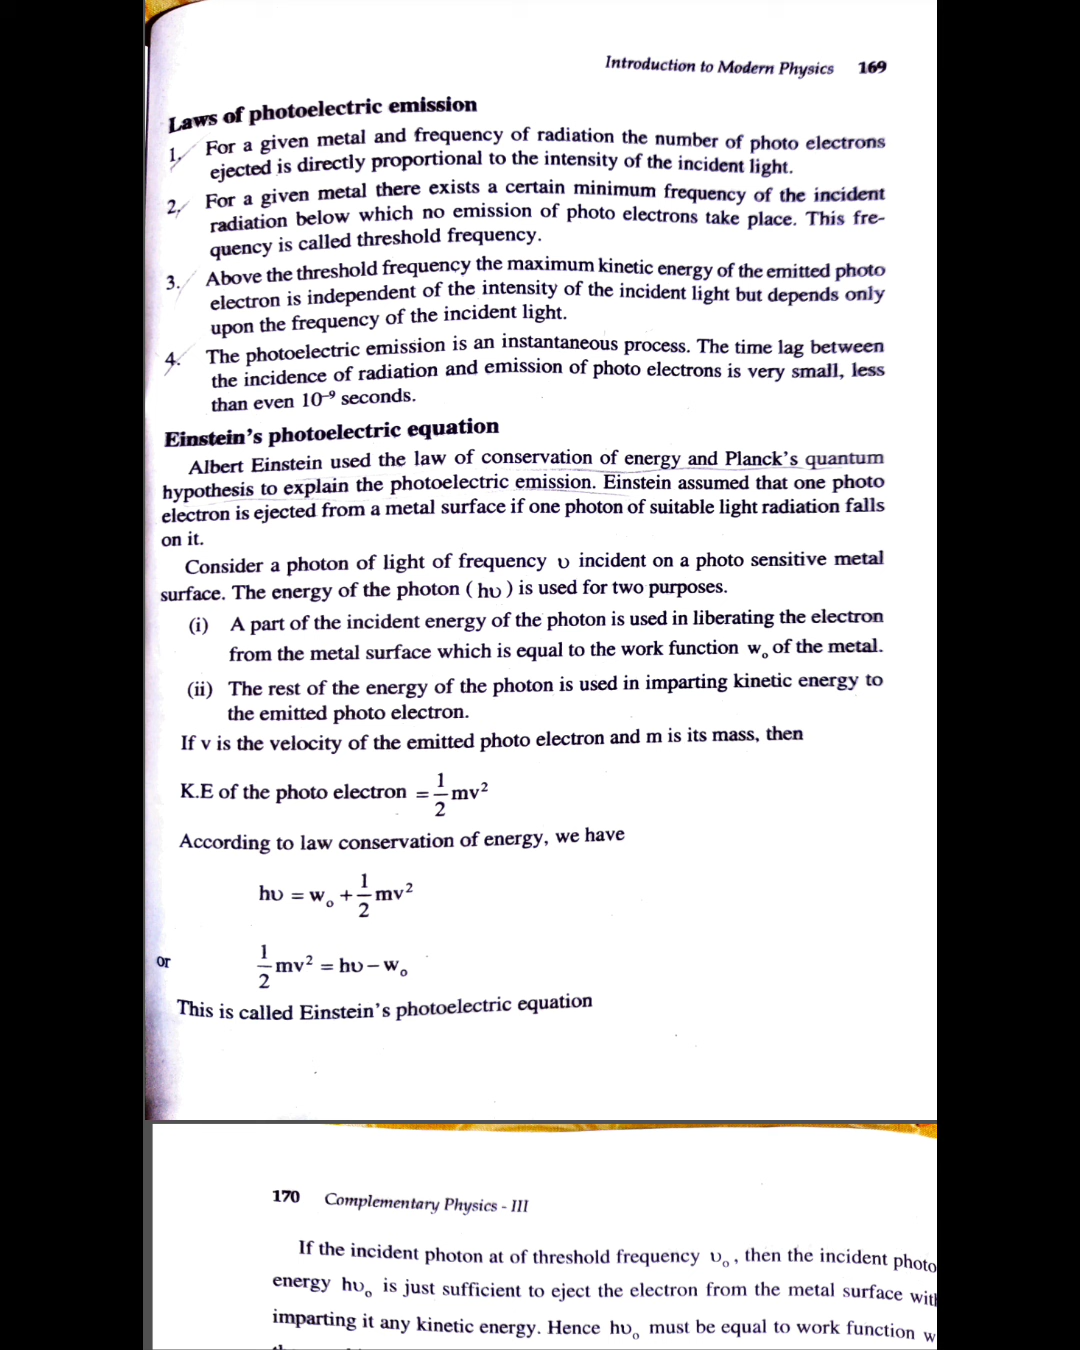 Introduction to Modern Physics 169
Laws of photoelectric emission
1. For a given metal and frequency of radiation the number of photo electrons
ejected is directly proportional to the intensity of the incident light.
2. For a given metal there exists a certain minimum frequency of the incident
radiation below which no emission of photo electrons take place. This fre-
quency is called threshold frequency.
3. Above the threshold frequency the maximum kinetic energy of the emitted photo
electron is independent of the intensity of the incident light but depends only
upon the frequency of the incident light.
4. The photoelectric emission is an instantaneous process. The time lag between
the incidence of radiation and emission of photo electrons is very small, less
than even 10⁻⁹ seconds.
Einstein's photoelectric equation
Albert Einstein used the law of conservation of energy and Planck's quantum
hypothesis to explain the photoelectric emission. Einstein assumed that one photo
electron is ejected from a metal surface if one photon of suitable light radiation falls
on it.
Consider a photon of light of frequency υ incident on a photo sensitive metal
surface. The energy of the photon (hυ) is used for two purposes.
(i) A part of the incident energy of the photon is used in liberating the electron
from the metal surface which is equal to the work function wₒ of the metal.
(ii) The rest of the energy of the photon is used in imparting kinetic energy to
the emitted photo electron.
If v is the velocity of the emitted photo electron and m is its mass, then
K.E of the photo electron = 1/2 mv²
According to law conservation of energy, we have
hυ = wₒ + 1/2 mv²
or 1/2 mv² = hυ – wₒ
This is called Einstein's photoelectric equation
170 Complementary Physics - III
If the incident photon at of threshold frequency υₒ, then the incident photo
energy hυₒ is just sufficient to eject the electron from the metal surface with
imparting it any kinetic energy. Hence hυₒ must be equal to work function w